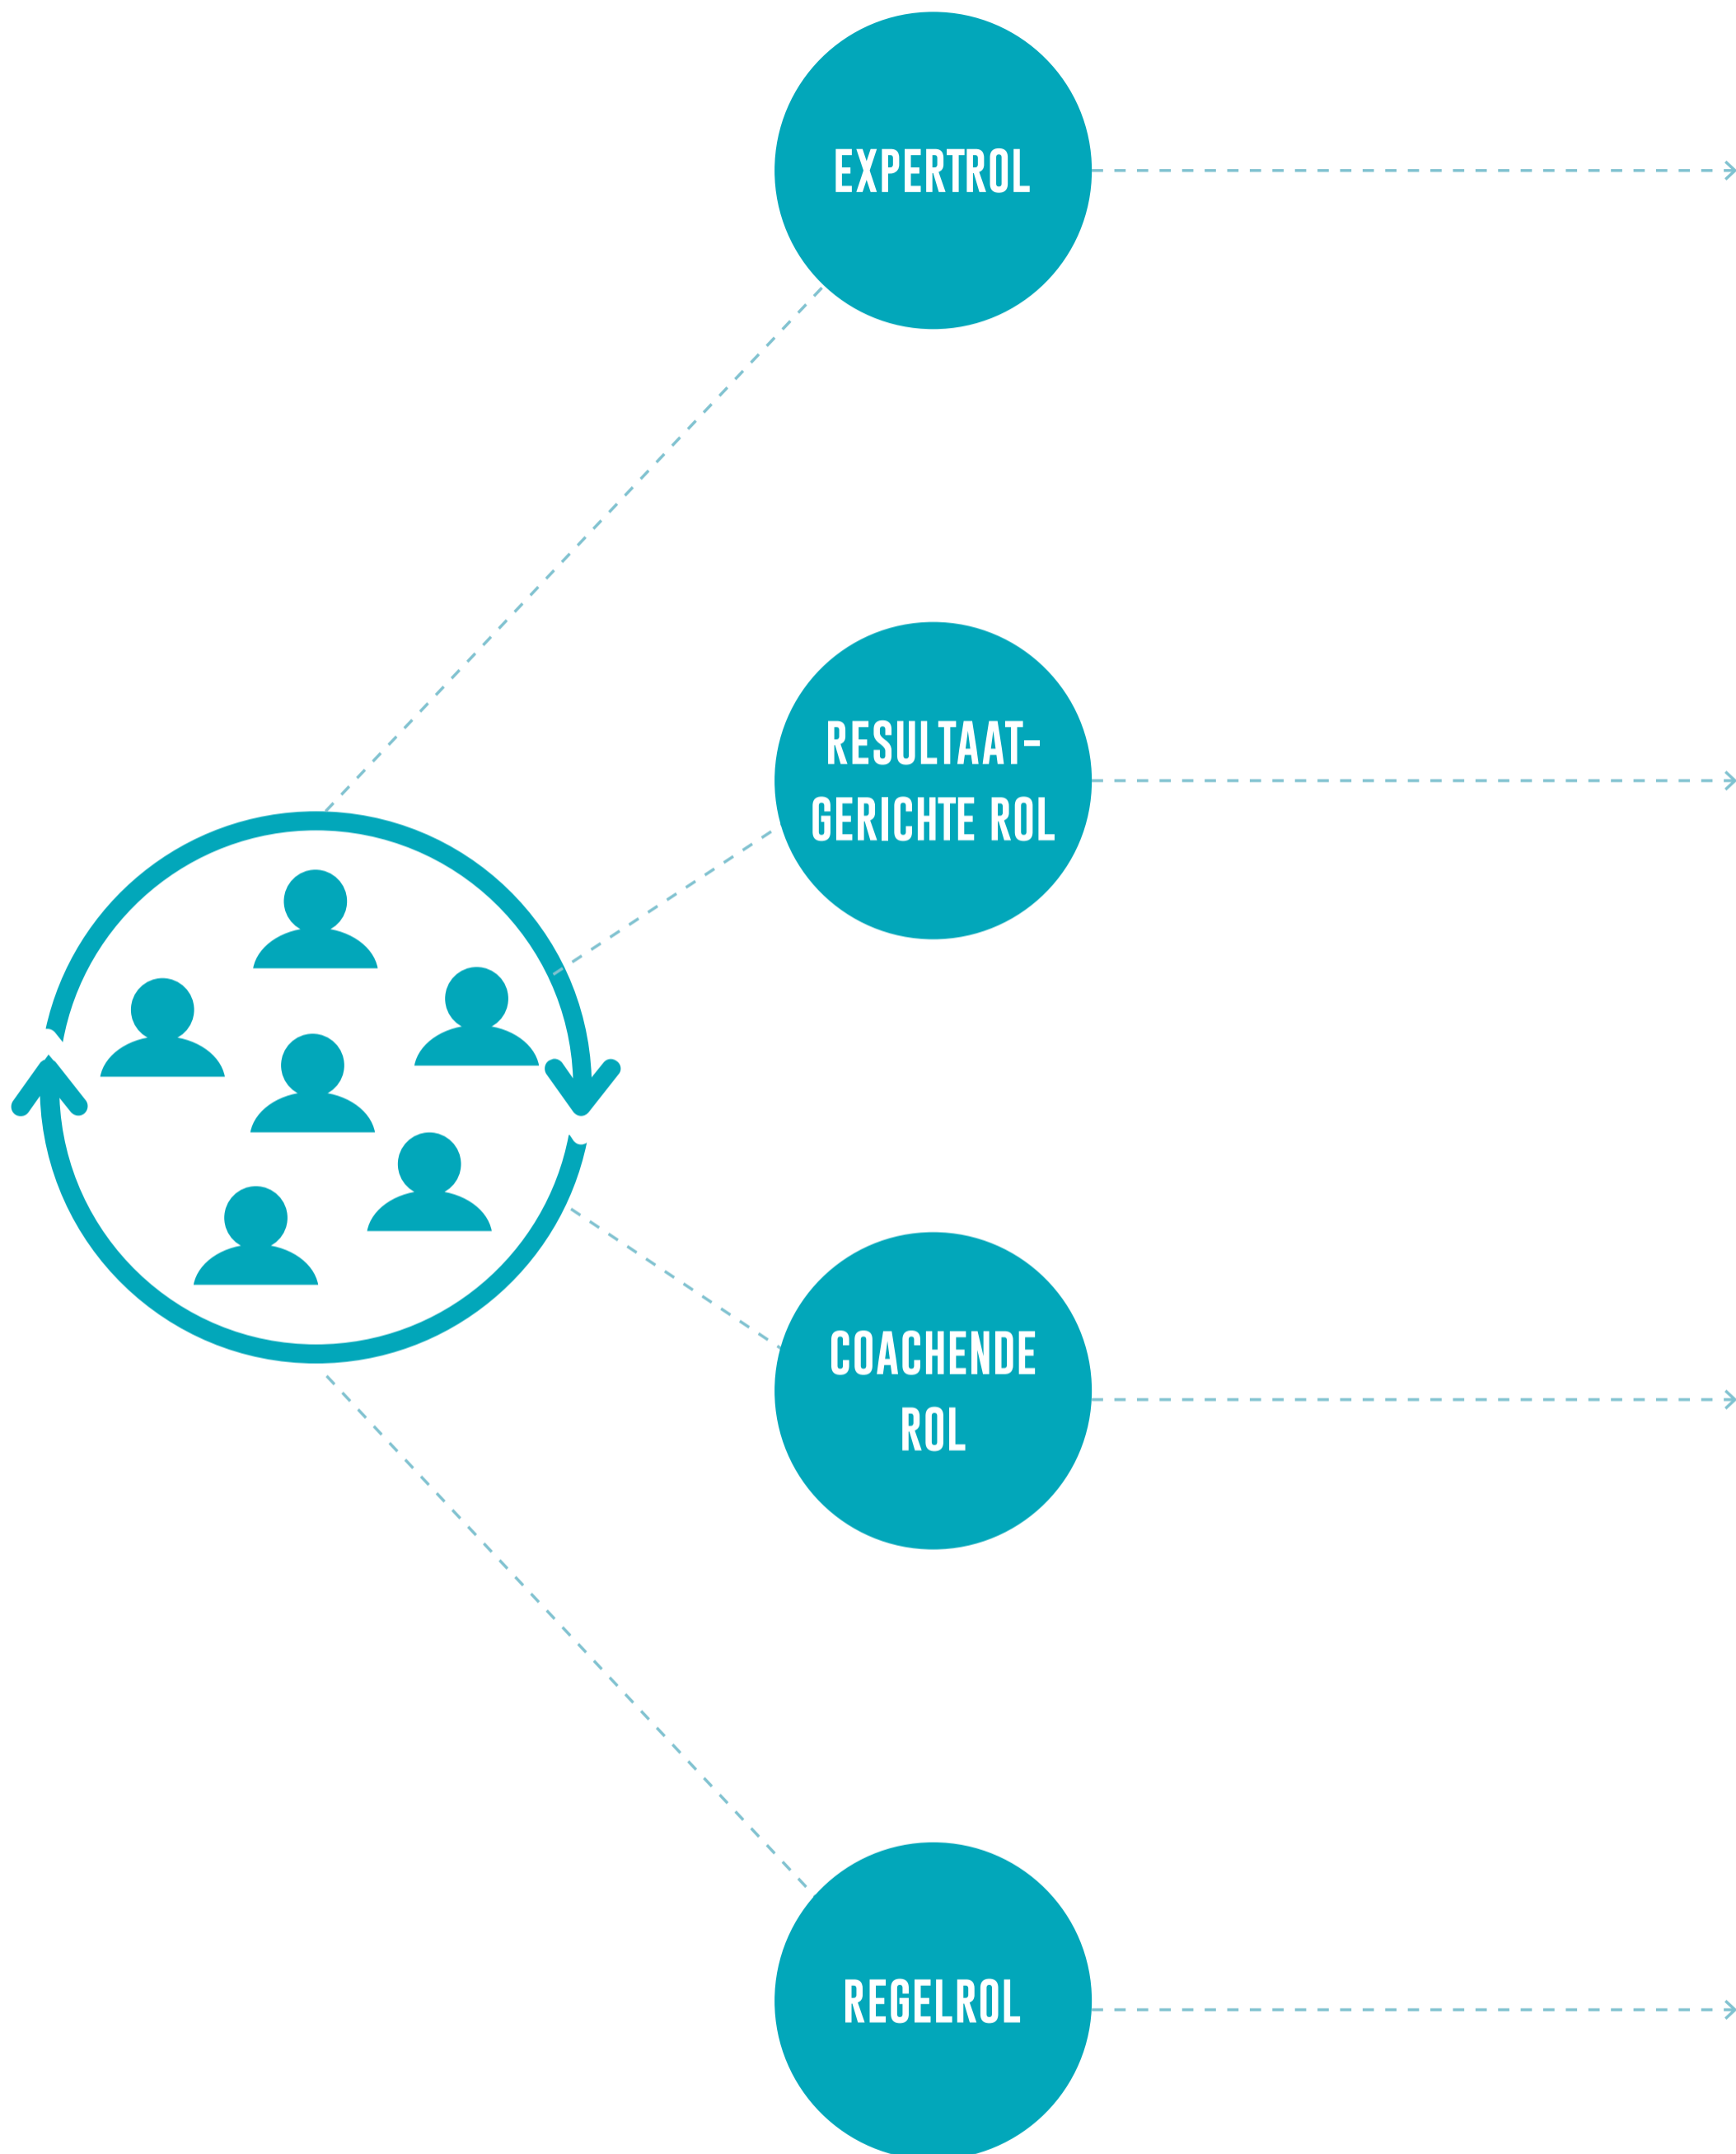 EXPERTROL
RESULTAAT-
GERICHTE ROL
COACHENDE
ROL
REGELROL